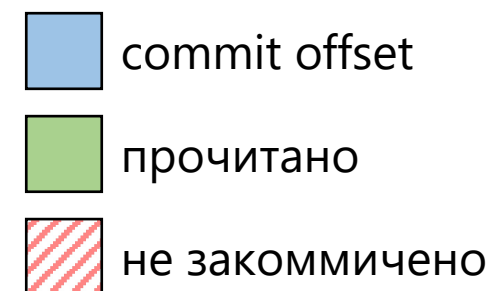 commit offset
прочитано
не закоммичено